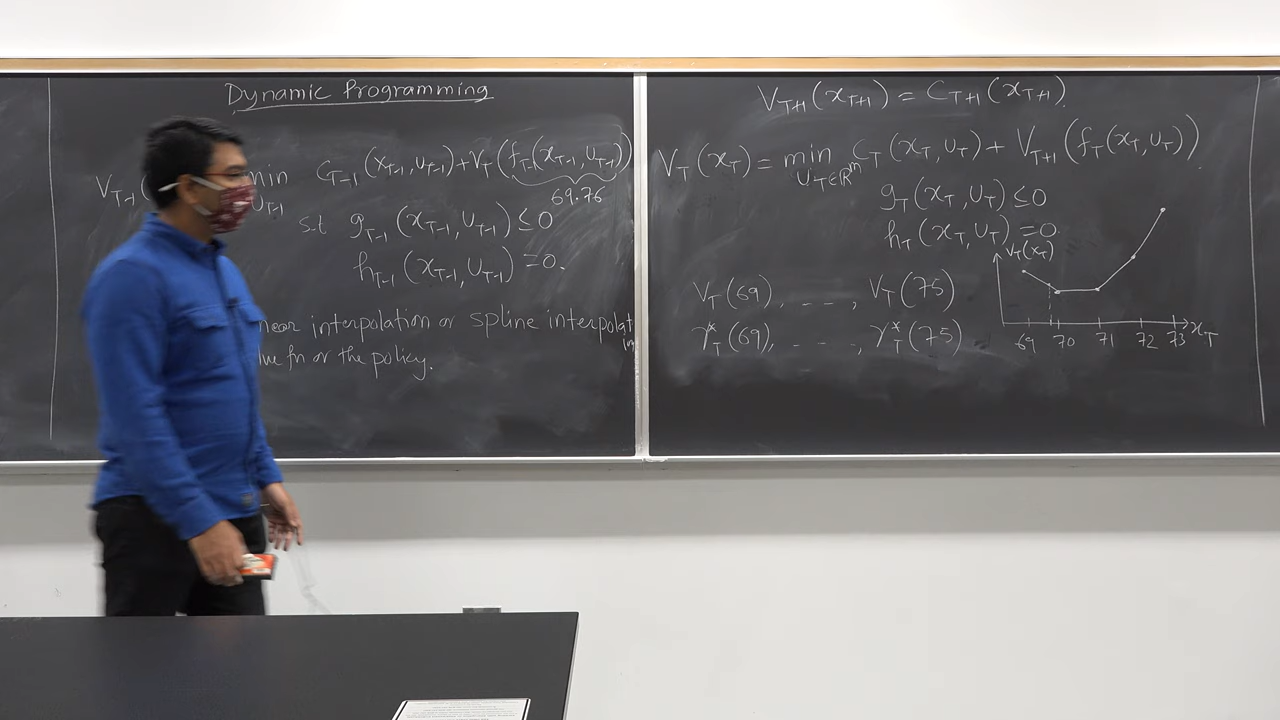 Dynamic Programming
V_{T-1}( min C_{T-1}(x_{T-1}, u_{T-1}) + V_T(f_{T-1}(x_{T-1}, u_{T-1}))
u_{T-1}
69.76
s.t g_{T-1}(x_{T-1}, u_{T-1}) ≤ 0
h_{T-1}(x_{T-1}, u_{T-1}) = 0.
near interpolation or spline interpolation
lue fn or the policy.
V_{T+1}(x_{T+1}) = C_{T+1}(x_{T+1}).
V_T(x_T) = min C_T(x_T, u_T) + V_{T+1}(f_T(x_T, u_T)).
u_T∈R^m
g_T(x_T, u_T) ≤ 0
h_T(x_T, u_T) = 0
V_T(69), - - - , V_T(75)
γ*_T(69), - - - , γ*_T(75)
V_T(x_T)
69 70 71 72 73 x_T